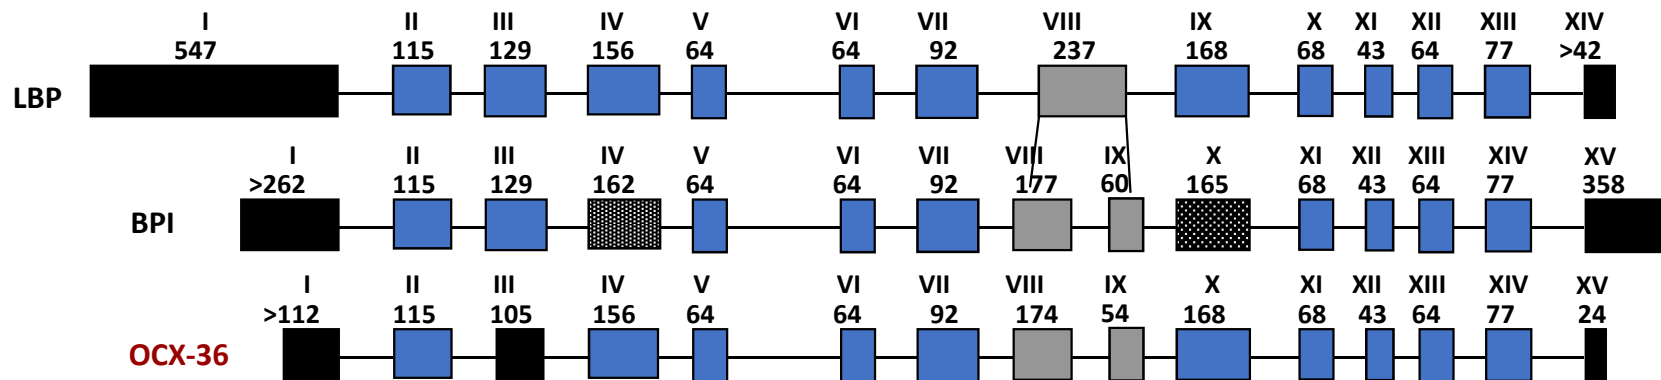 I II III IV V VI VII VIII IX X XI XII XIII XIV
547 115 129 156 64 64 92 237 168 68 43 64 77 >42
LBP
I II III IV V VI VII VIII IX X XI XII XIII XIV XV
>262 115 129 162 64 64 92 177 60 165 68 43 64 77 358
BPI
I II III IV V VI VII VIII IX X XI XII XIII XIV XV
>112 115 105 156 64 64 92 174 54 168 68 43 64 77 24
OCX-36